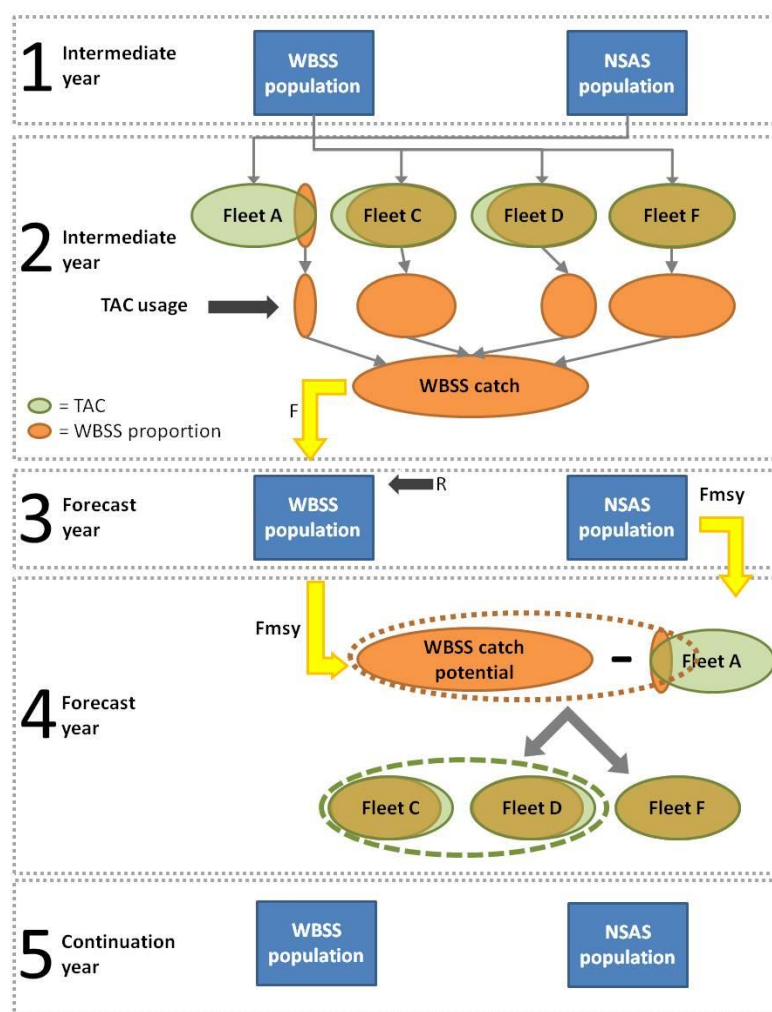 1 Intermediate
year
WBSS
population
NSAS
population
2 Intermediate
year
Fleet A
Fleet C
Fleet D
Fleet F
TAC usage
WBSS catch
= TAC
= WBSS proportion
F
3 Forecast
year
WBSS
population
R
NSAS
population
Fmsy
4 Forecast
year
Fmsy
WBSS catch
potential
-
Fleet A
Fleet C
Fleet D
Fleet F
5 Continuation
year
WBSS
population
NSAS
population